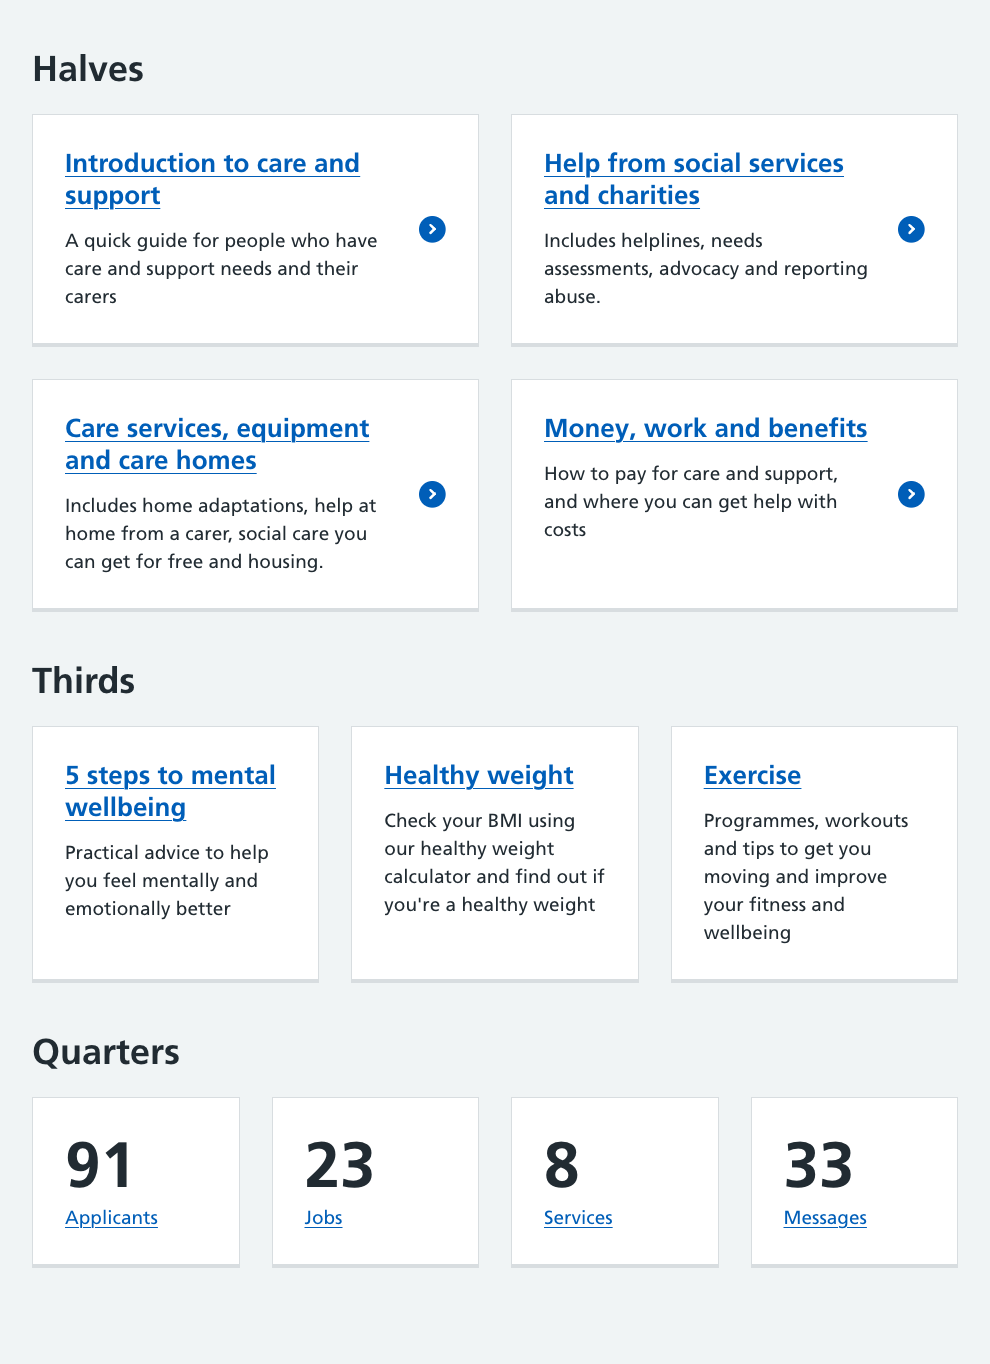 Halves
Introduction to care and
support
A quick guide for people who have
care and support needs and their
carers
Help from social services
and charities
Includes helplines, needs
assessments, advocacy and reporting
abuse.
Care services, equipment
and care homes
Includes home adaptations, help at
home from a carer, social care you
can get for free and housing.
Money, work and benefits
How to pay for care and support,
and where you can get help with
costs
Thirds
5 steps to mental
wellbeing
Practical advice to help
you feel mentally and
emotionally better
Healthy weight
Check your BMI using
our healthy weight
calculator and find out if
you're a healthy weight
Exercise
Programmes, workouts
and tips to get you
moving and improve
your fitness and
wellbeing
Quarters
91
Applicants
23
Jobs
8
Services
33
Messages